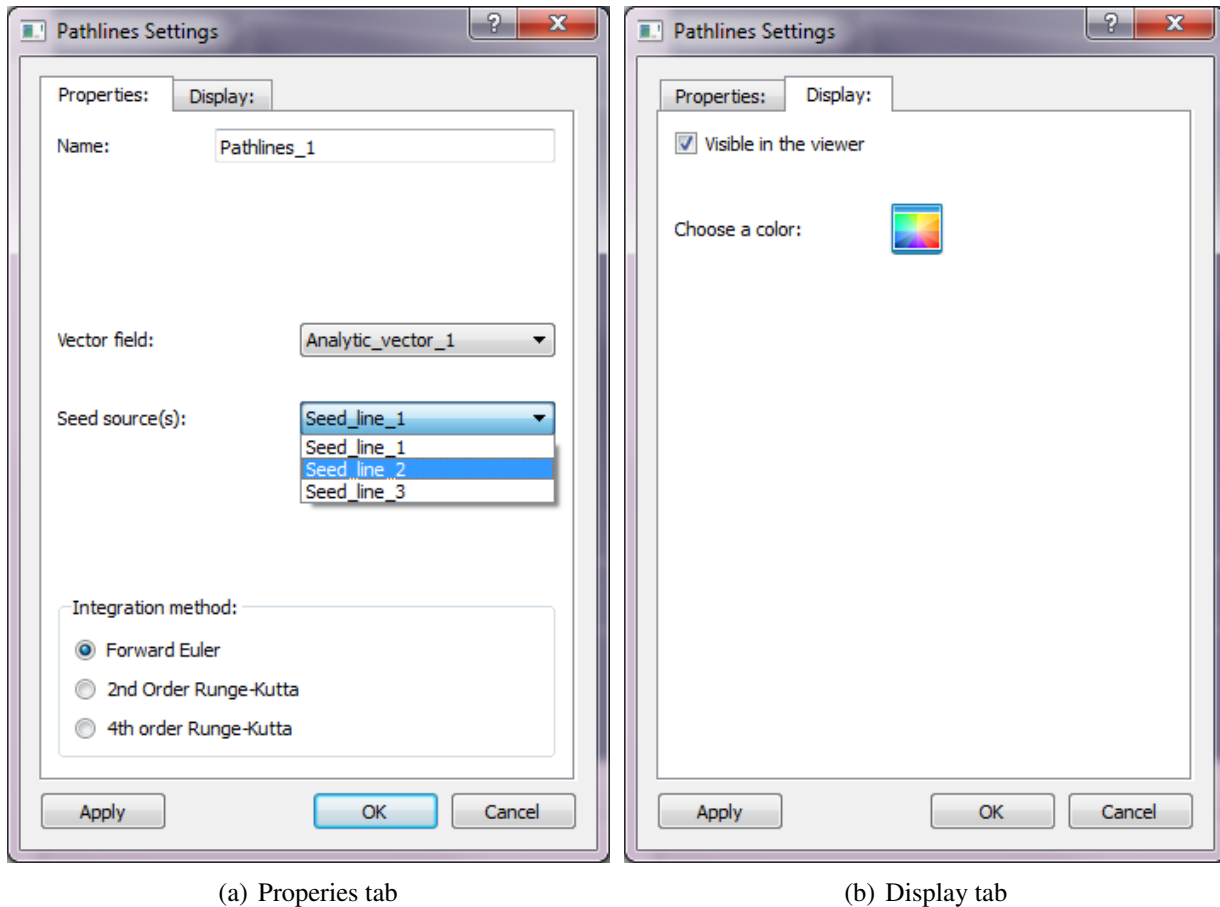 Pathlines Settings
Properties:
Display:
Name:
Pathlines_1
Vector field:
Analytic_vector_1
Seed source(s):
Seed_line_1
Seed_line_1
Seed_line_2
Seed_line_3
Integration method:
Forward Euler
2nd Order Runge-Kutta
4th order Runge-Kutta
Apply
OK
Cancel
(a) Properies tab
Pathlines Settings
Properties:
Display:
Visible in the viewer
Choose a color:
Apply
OK
Cancel
(b) Display tab